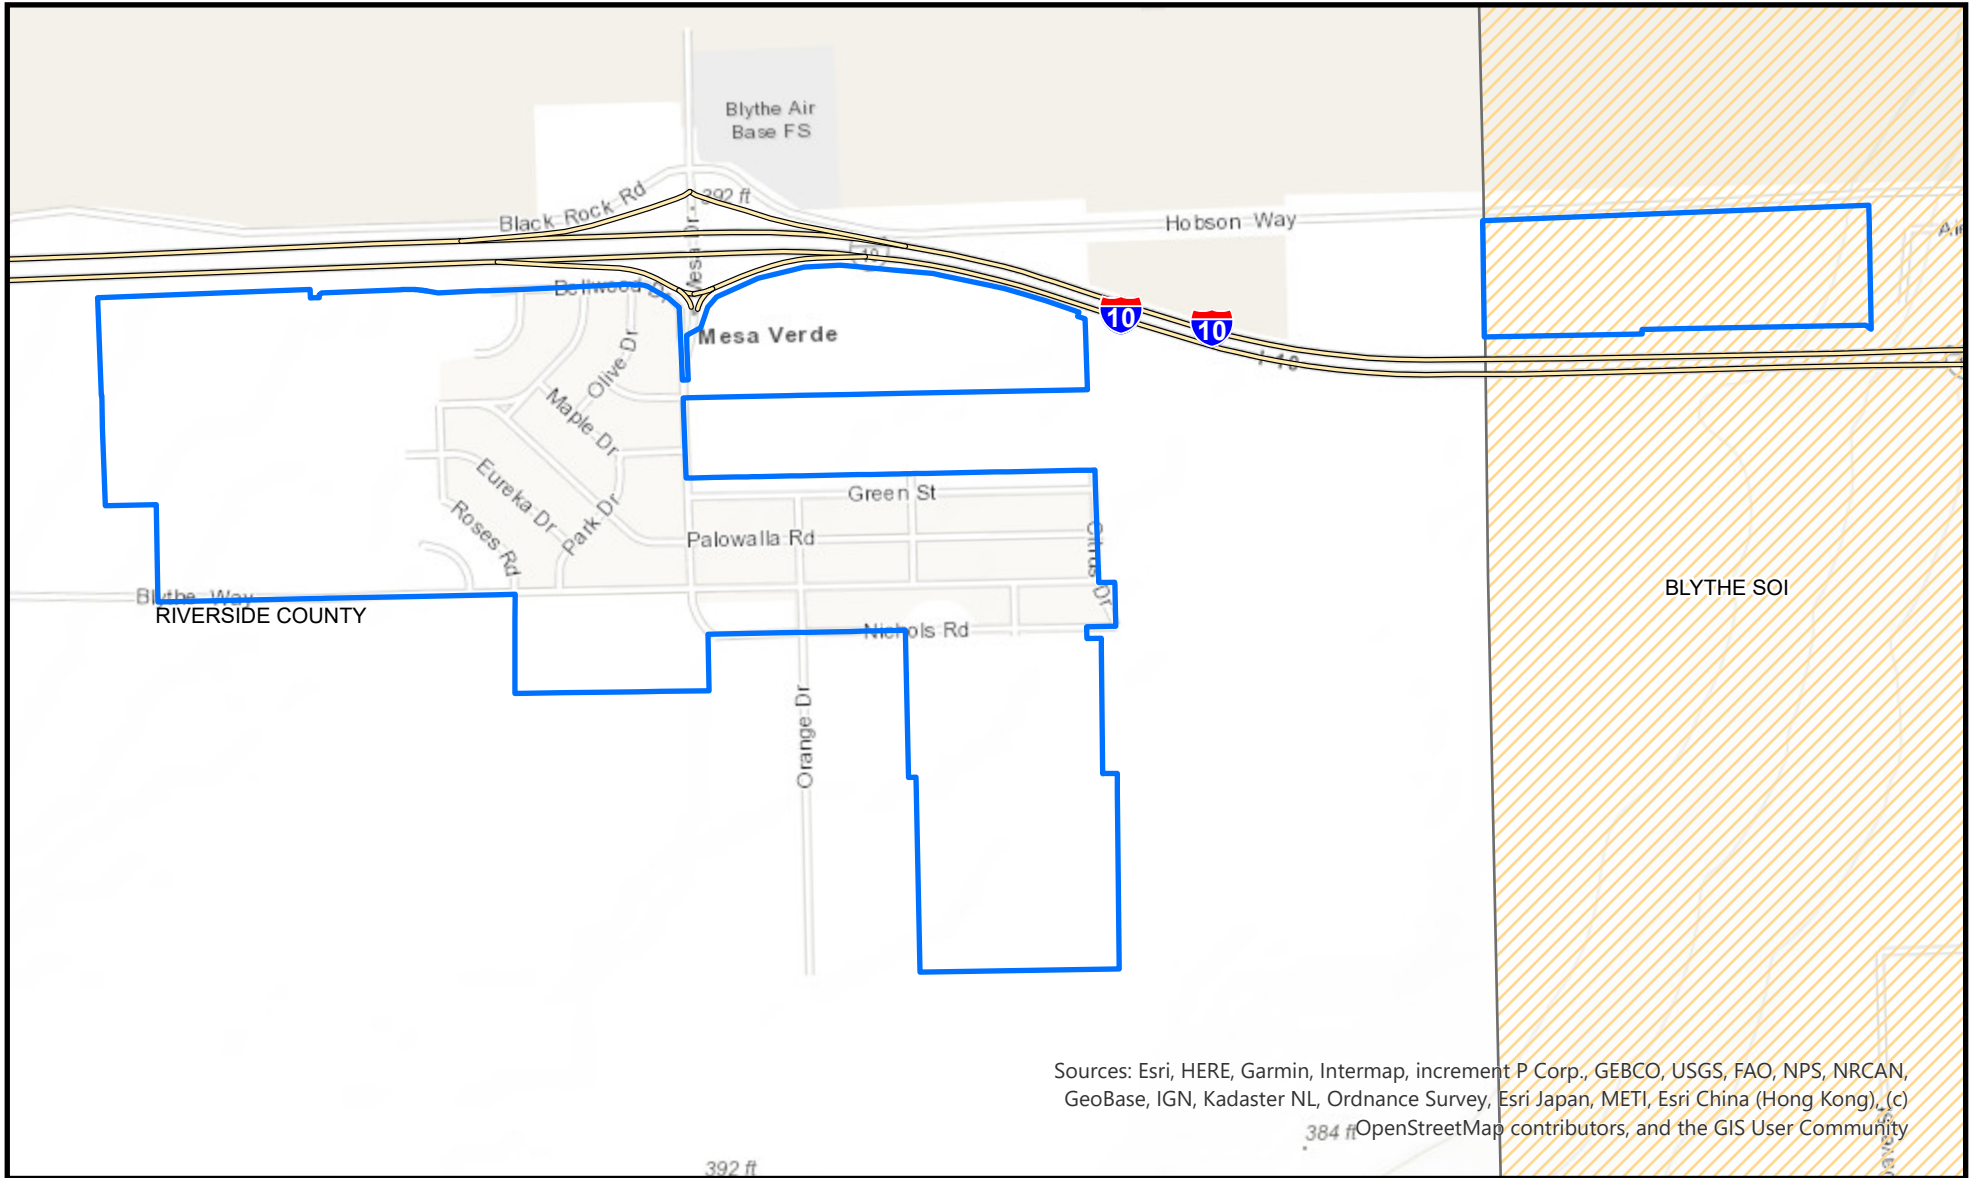 Blythe Air
Base FS
Black Rock Rd
392 ft
Mesa Dr
Hobson Way
10
Bellwood
Mesa Verde
10
10
I-10
Olive Dr
Maple Dr
Eureka Dr
Park Dr
Roses Rd
Green St
Palowalla Rd
Citrus Dr
Blythe Way
RIVERSIDE COUNTY
BLYTHE SOI
Nichols Rd
Orange Dr
Sources: Esri, HERE, Garmin, Intermap, increment P Corp., GEBCO, USGS, FAO, NPS, NRCAN,
GeoBase, IGN, Kadaster NL, Ordnance Survey, Esri Japan, METI, Esri China (Hong Kong), (c)
OpenStreetMap contributors, and the GIS User Community
384 ft
392 ft